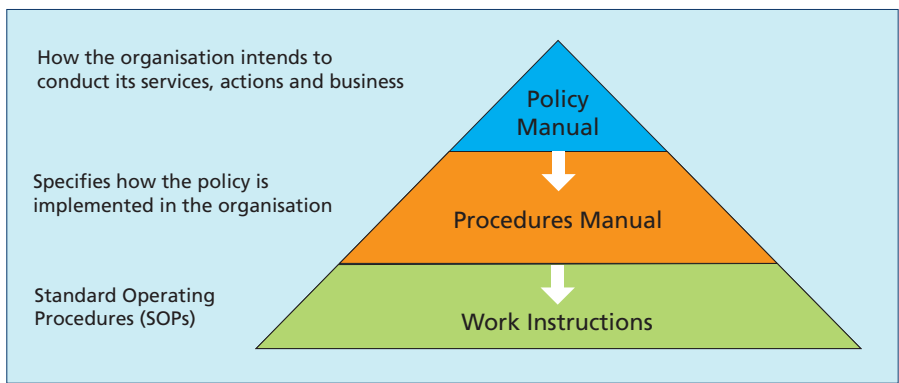 How the organisation intends to
conduct its services, actions and business
Policy
Manual
Specifies how the policy is
implemented in the organisation
Procedures Manual
Standard Operating
Procedures (SOPs)
Work Instructions